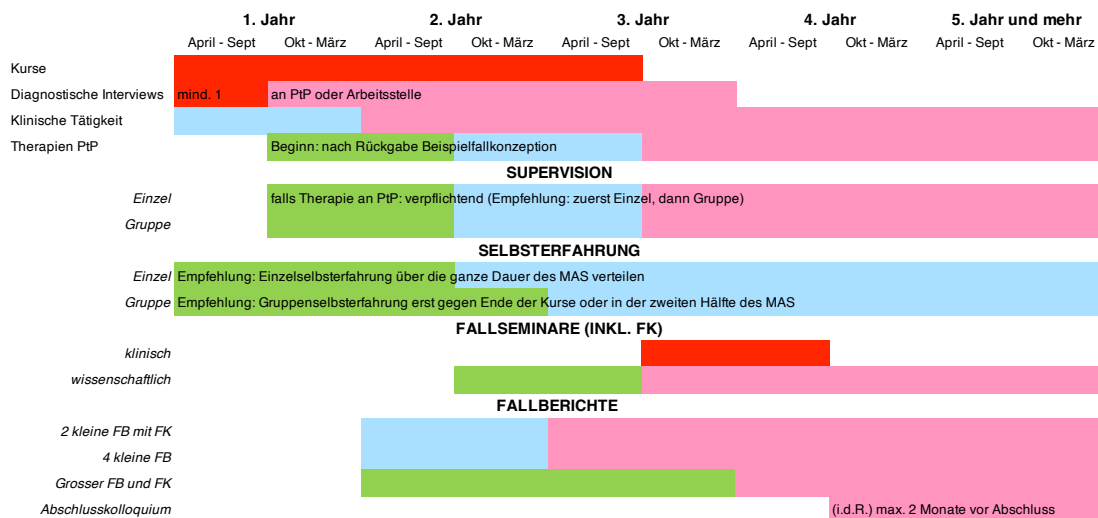 1. Jahr 2. Jahr 3. Jahr 4. Jahr 5. Jahr und mehr
April - Sept Okt - März April - Sept Okt - März April - Sept Okt - März April - Sept Okt - März April - Sept Okt - März
Kurse
Diagnostische Interviews mind. 1 an PtP oder Arbeitsstelle
Klinische Tätigkeit
Therapien PtP Beginn: nach Rückgabe Beispielfallkonzeption
SUPERVISION
Einzel falls Therapie an PtP: verpflichtend (Empfehlung: zuerst Einzel, dann Gruppe)
Gruppe
SELBSTERFAHRUNG
Einzel Empfehlung: Einzelselbsterfahrung über die ganze Dauer des MAS verteilen
Gruppe Empfehlung: Gruppenselbsterfahrung erst gegen Ende der Kurse oder in der zweiten Hälfte des MAS
FALLSEMINARE (INKL. FK)
klinisch
wissenschaftlich
FALLBERICHTE
2 kleine FB mit FK
4 kleine FB
Grosser FB und FK
Abschlusskolloquium (i.d.R.) max. 2 Monate vor Abschluss